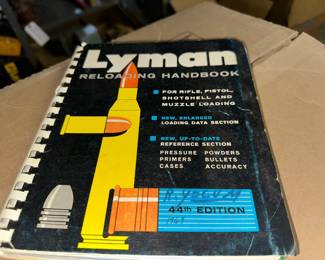 Lyman
RELOADING HANDBOOK
FOR RIFLE, PISTOL,
SHOTSHELL AND
MUZZLE LOADING
NEW, ENLARGED
LOADING DATA SECTION
NEW, UP-TO-DATE
REFERENCE SECTION
PRESSURE POWDERS
PRIMERS BULLETS
CASES ACCURACY
44th EDITION